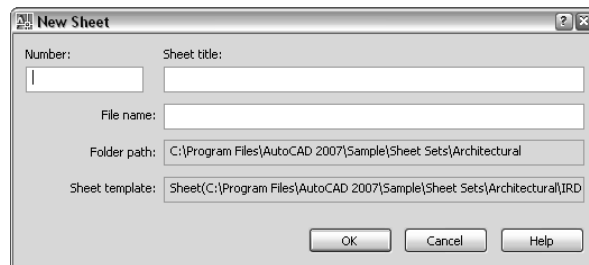 New Sheet
Number: Sheet title:
File name:
Folder path: C:\Program Files\AutoCAD 2007\Sample\Sheet Sets\Architectural
Sheet template: Sheet(C:\Program Files\AutoCAD 2007\Sample\Sheet Sets\Architectural\IRD
OK Cancel Help